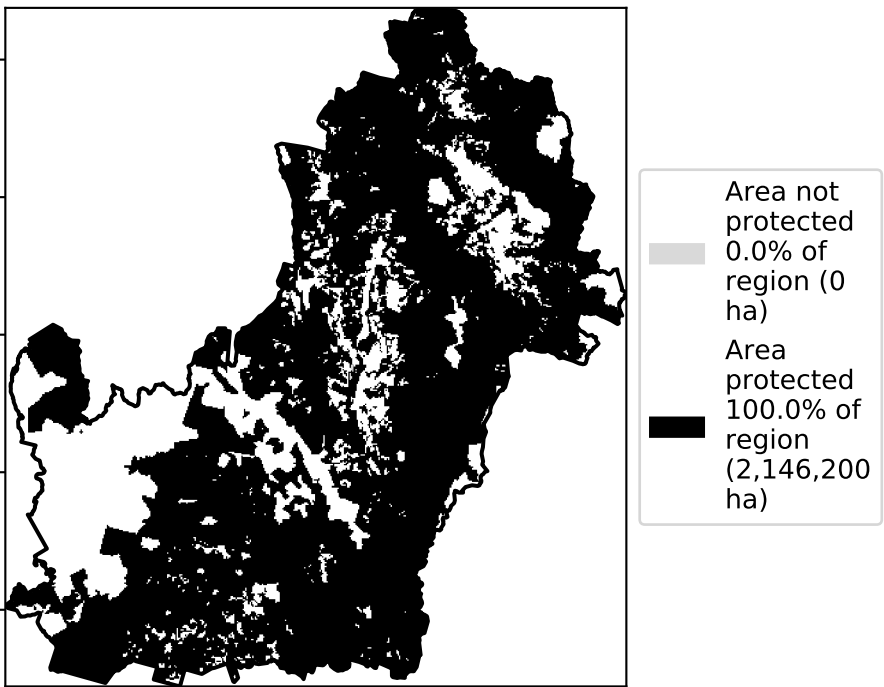 Area not
protected
0.0% of
region (0
ha)
Area
protected
100.0% of
region
(2,146,200
ha)